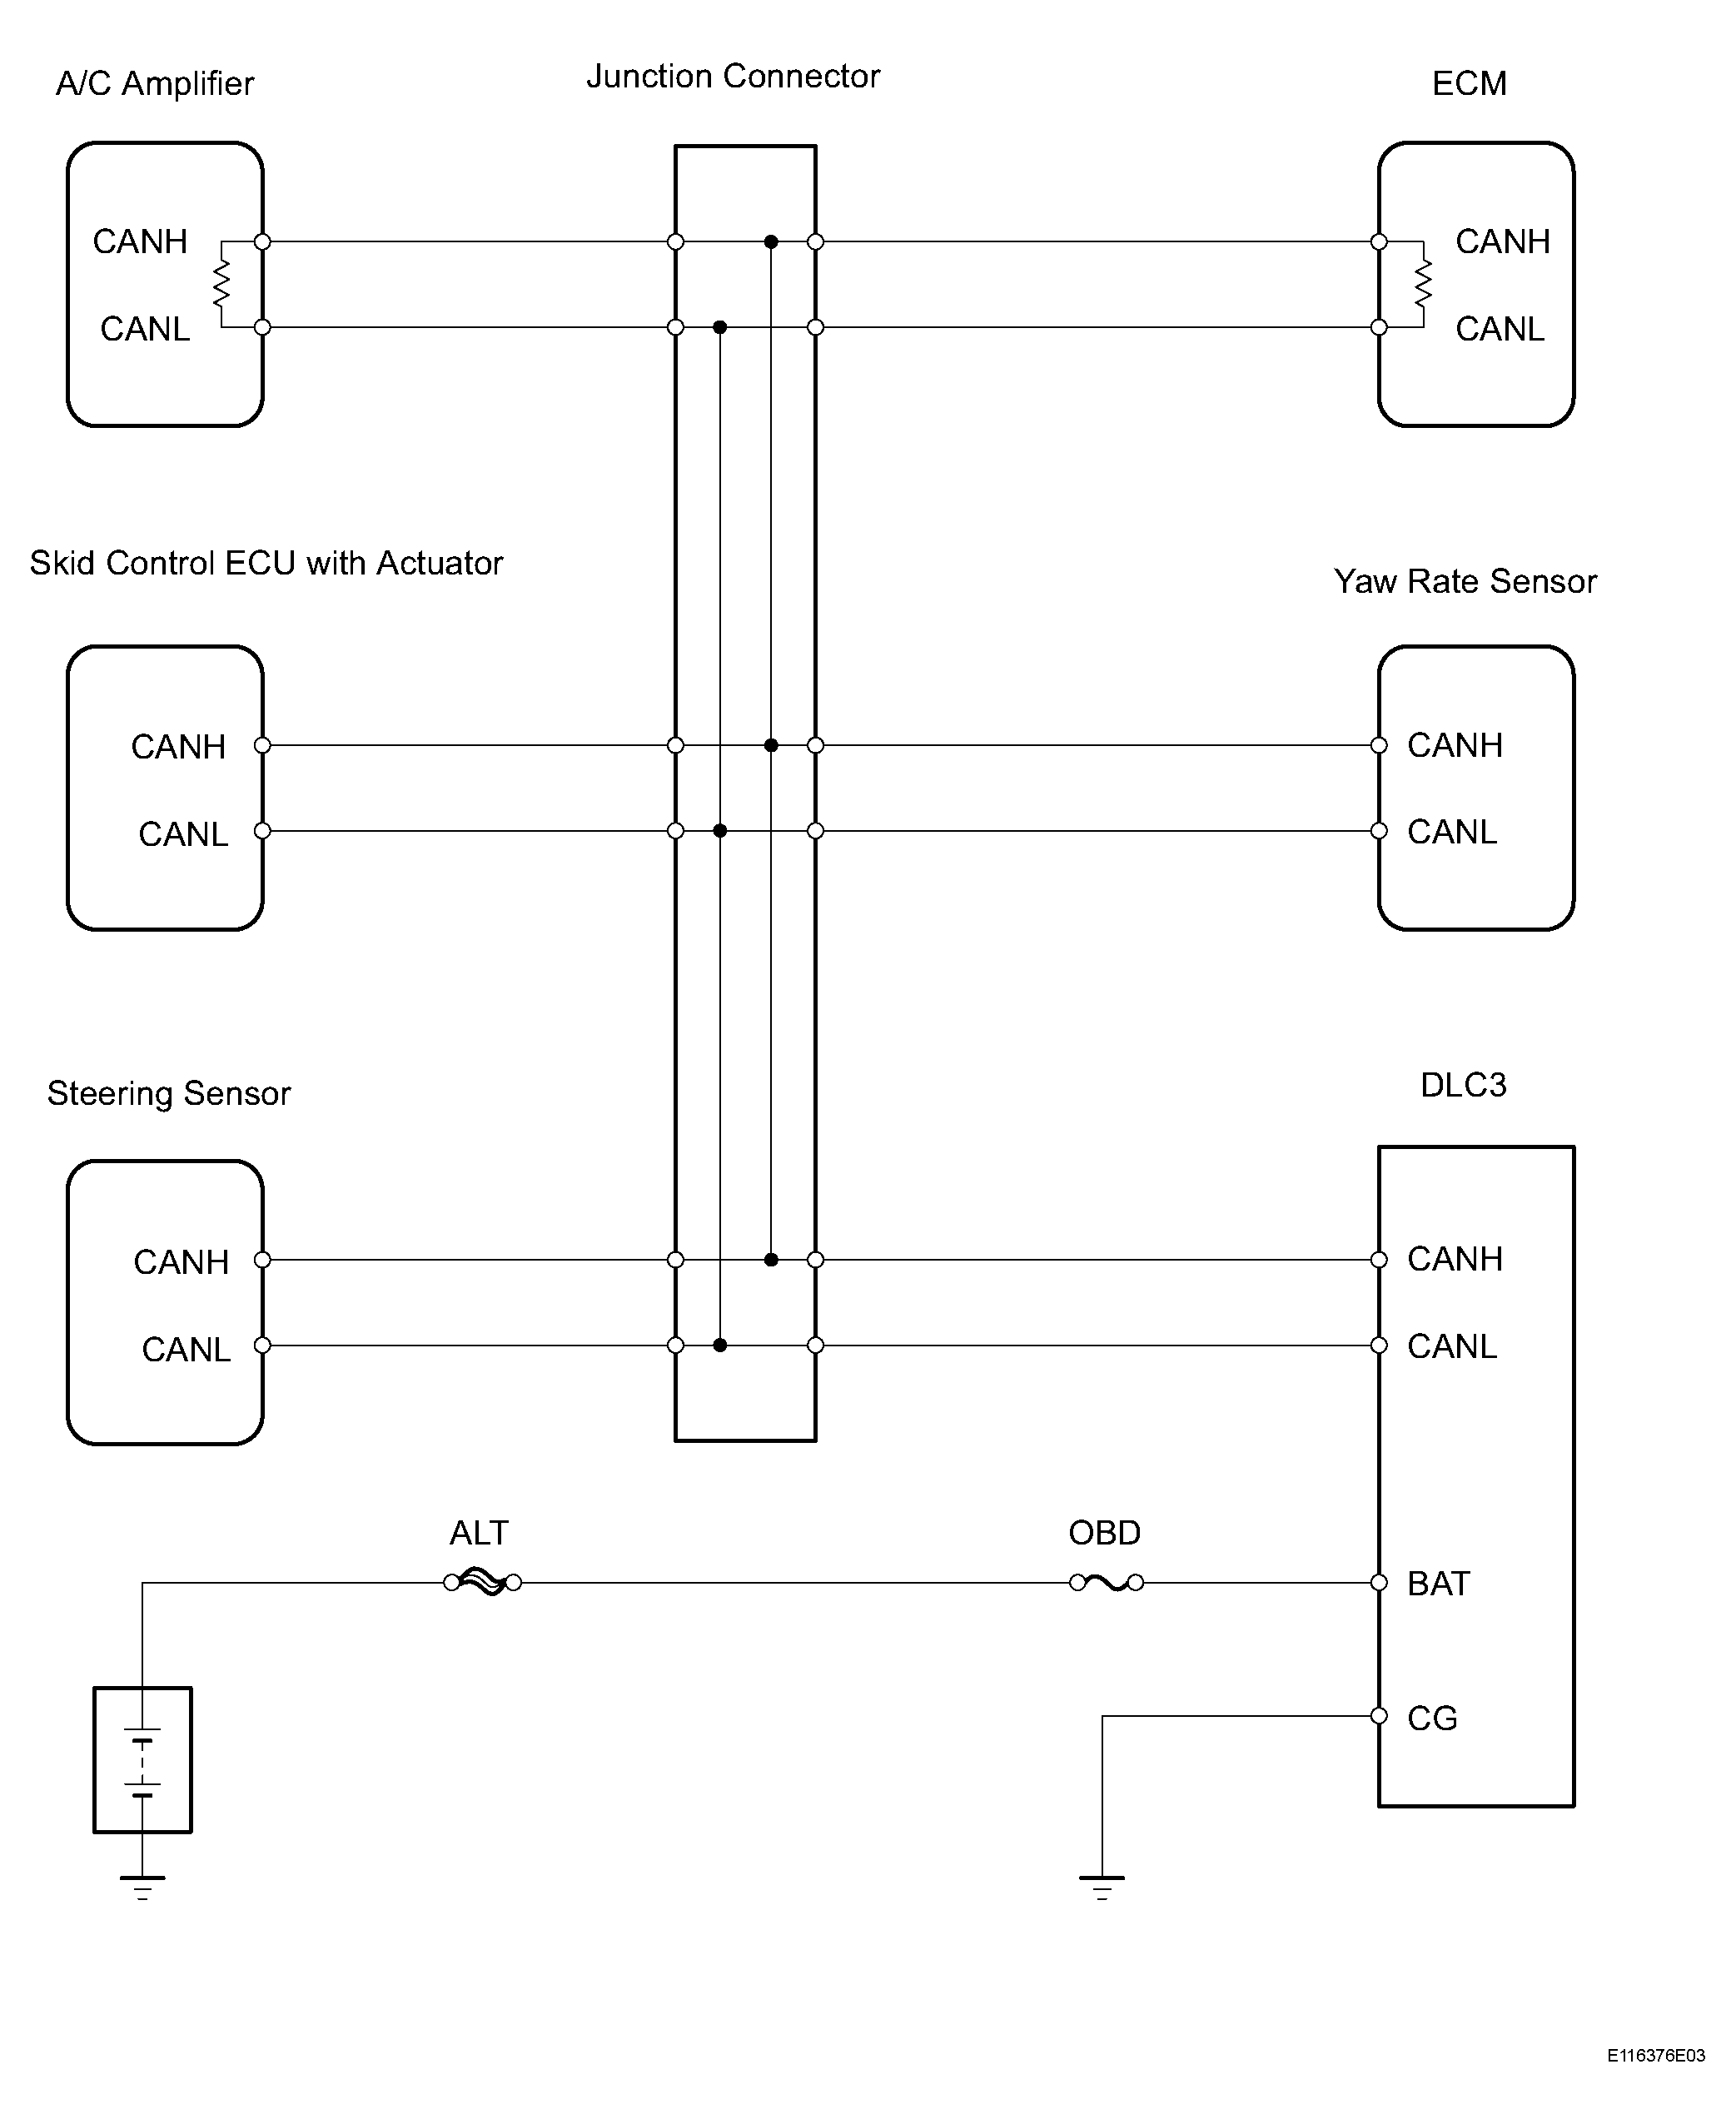 A/C Amplifier
Junction Connector
ECM
CANH
CANL
CANH
CANL
Skid Control ECU with Actuator
Yaw Rate Sensor
CANH
CANL
CANH
CANL
Steering Sensor
DLC3
CANH
CANL
CANH
CANL
ALT
OBD
BAT
CG
E116376E03